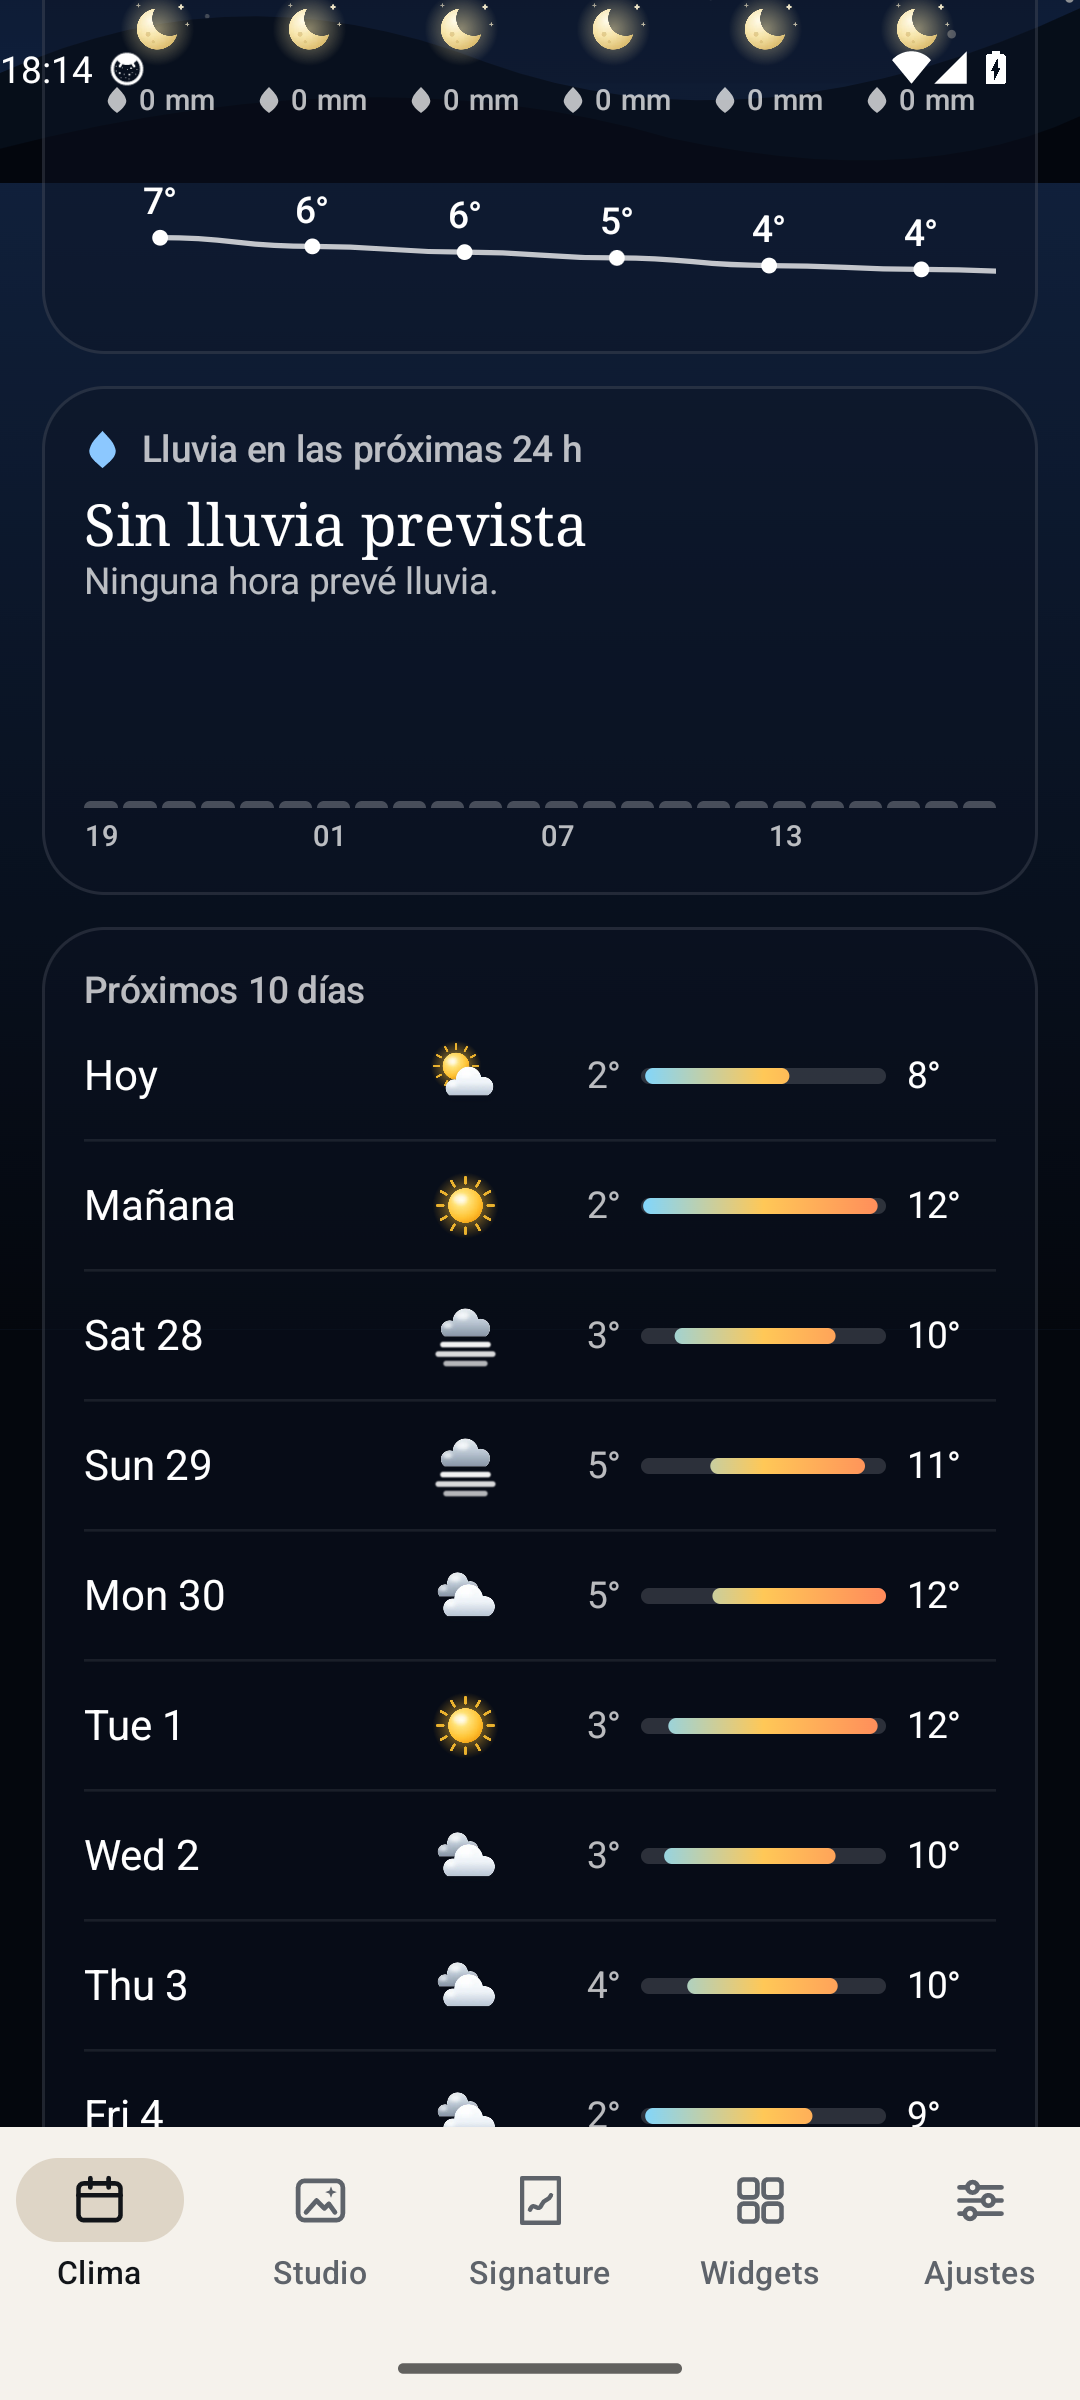 18:14
0 mm 0 mm 0 mm 0 mm 0 mm 0 mm
7° 6° 6° 5° 4° 4°
Lluvia en las próximas 24 h
Sin lluvia prevista
Ninguna hora prevé lluvia.
19 01 07 13
Próximos 10 días
Hoy 2° 8°
Mañana 2° 12°
Sat 28 3° 10°
Sun 29 5° 11°
Mon 30 5° 12°
Tue 1 3° 12°
Wed 2 3° 10°
Thu 3 4° 10°
Fri 4 2° 9°
Clima Studio Signature Widgets Ajustes